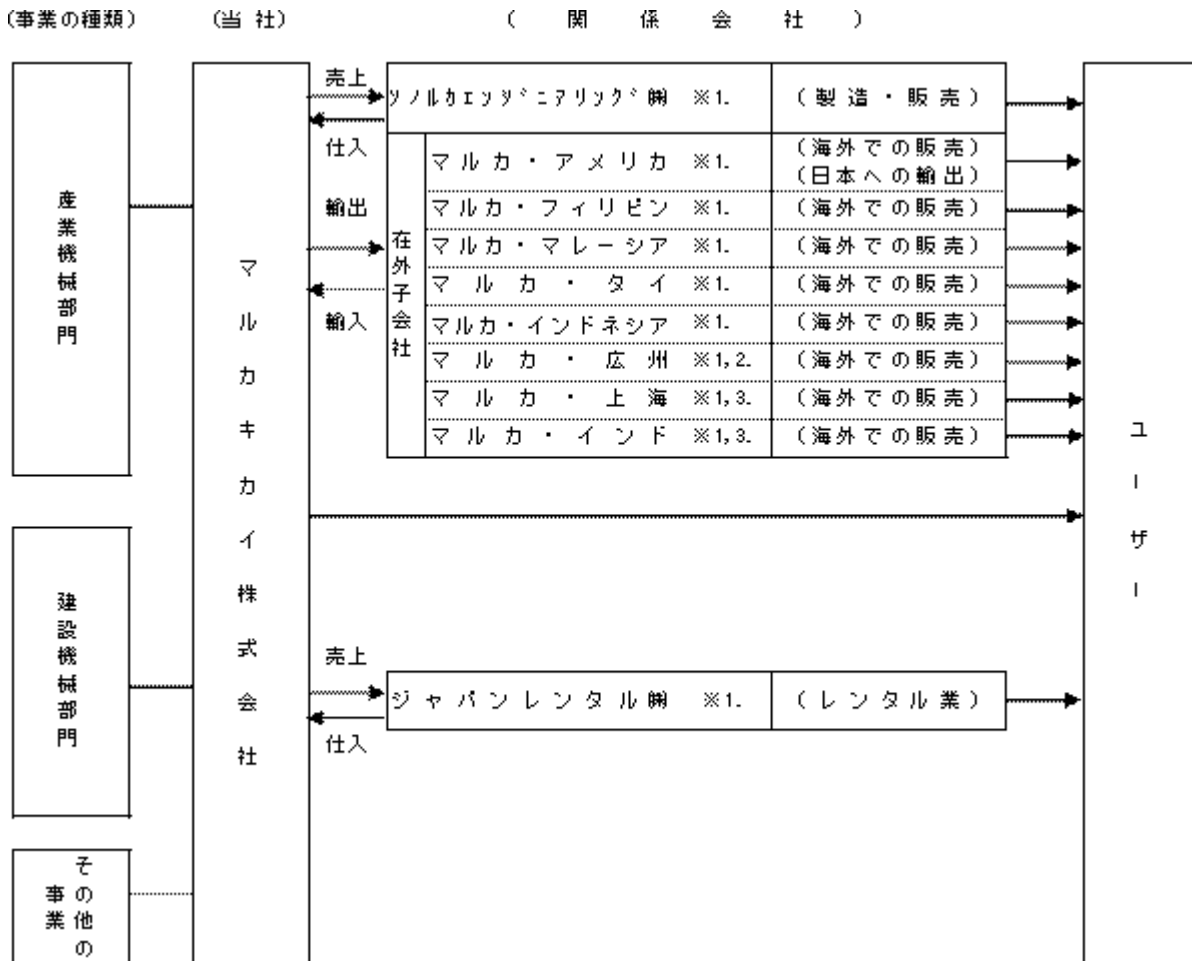 (事業の種類) (当 社) ( 関 係 会 社 )
産業機械部門
建設機械部門
その他の
事業
マルカキカイ株式会社
売上
仕入
輸出
輸入
ソノルカエンジニアリング㈱ ※1. (製造・販売)
在外子会社
マルカ・アメリカ ※1. (海外での販売)
(日本への輸出)
マルカ・フィリピン ※1. (海外での販売)
マルカ・マレーシア ※1. (海外での販売)
マルカ・タイ ※1. (海外での販売)
マルカ・インドネシア ※1. (海外での販売)
マルカ・広州 ※1,2. (海外での販売)
マルカ・上海 ※1,3. (海外での販売)
マルカ・インド ※1,3. (海外での販売)
売上
仕入
ジャパンレンタル㈱ ※1. (レンタル業)
ユーザー